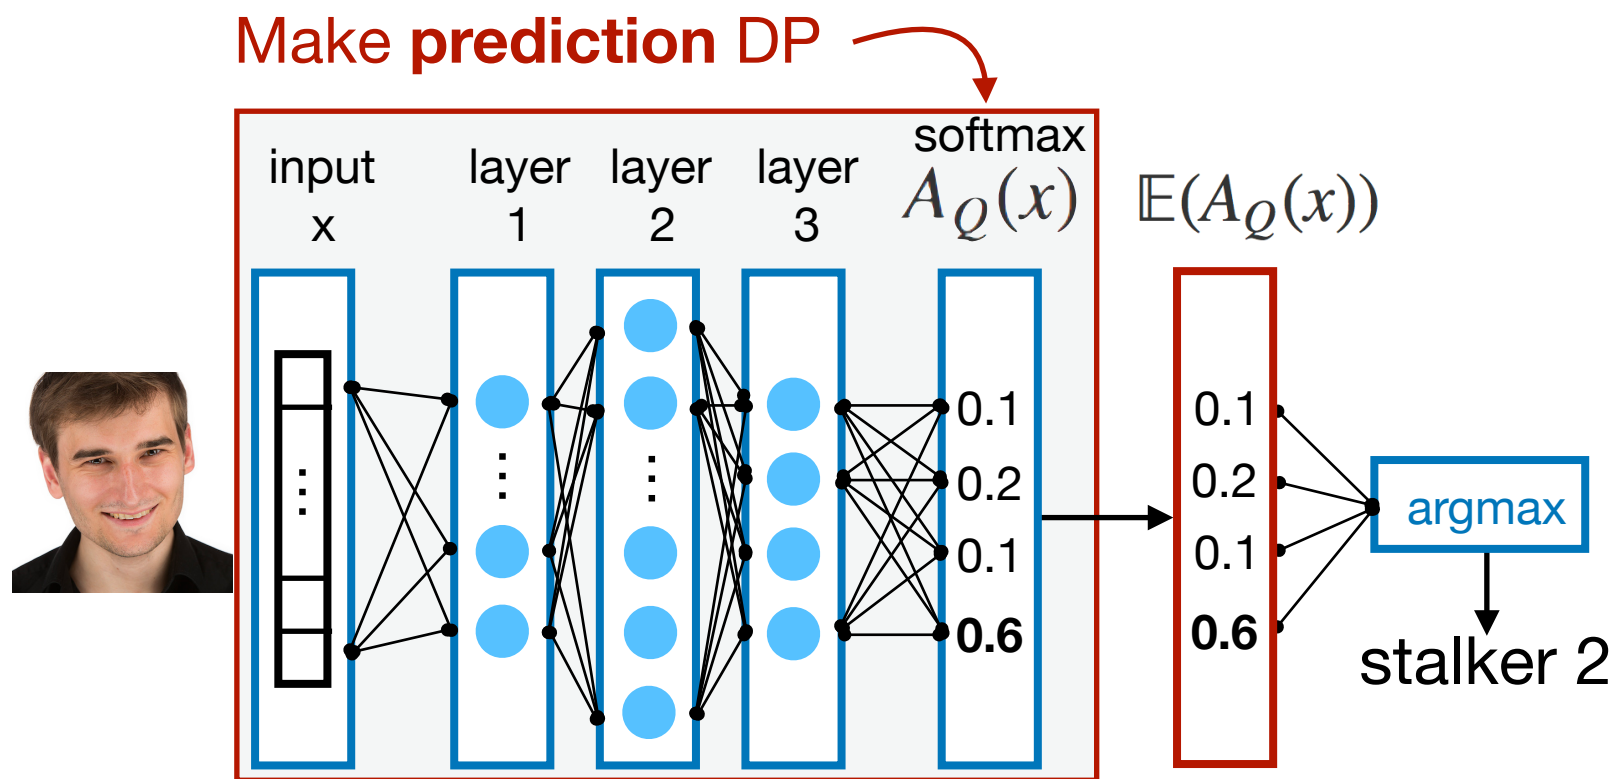 Make prediction DP
input
x
layer
1
layer
2
layer
3
softmax
A_Q(x)
𝔼(A_Q(x))
⋮
⋮
⋮
0.1
0.2
0.1
0.6
0.1
0.2
0.1
0.6
argmax
stalker 2